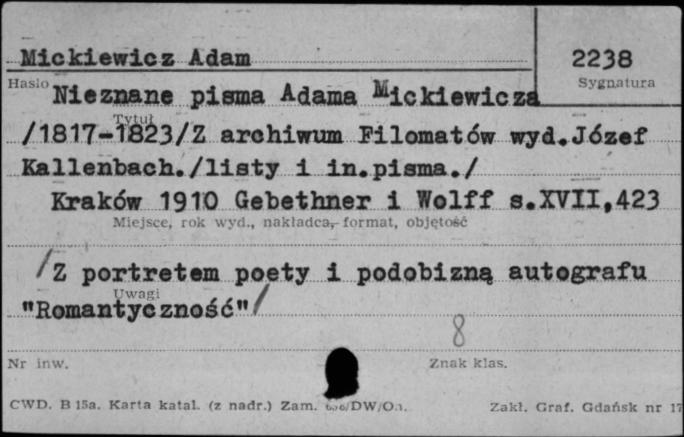 Mickiewicz Adam
2238
Hasło
Sygnatura
Nieznane pisma Adama Mickiewicza
Tytuł
/1817-1823/Z archiwum Filomatów wyd.Józef
Kallenbach./listy i in.pisma./
Kraków 1910 Gebethner i Wolff s.XVII,423
Miejsce, rok wyd., nakładca, format, objętość
/Z portretem poety i podobizną autografu
Uwagi
"Romantyczność"/
8
Nr inw.
Znak klas.
CWD. B 15a. Karta katal. (z nadr.) Zam. /DW/
Zakł. Graf. Gdańsk nr 17